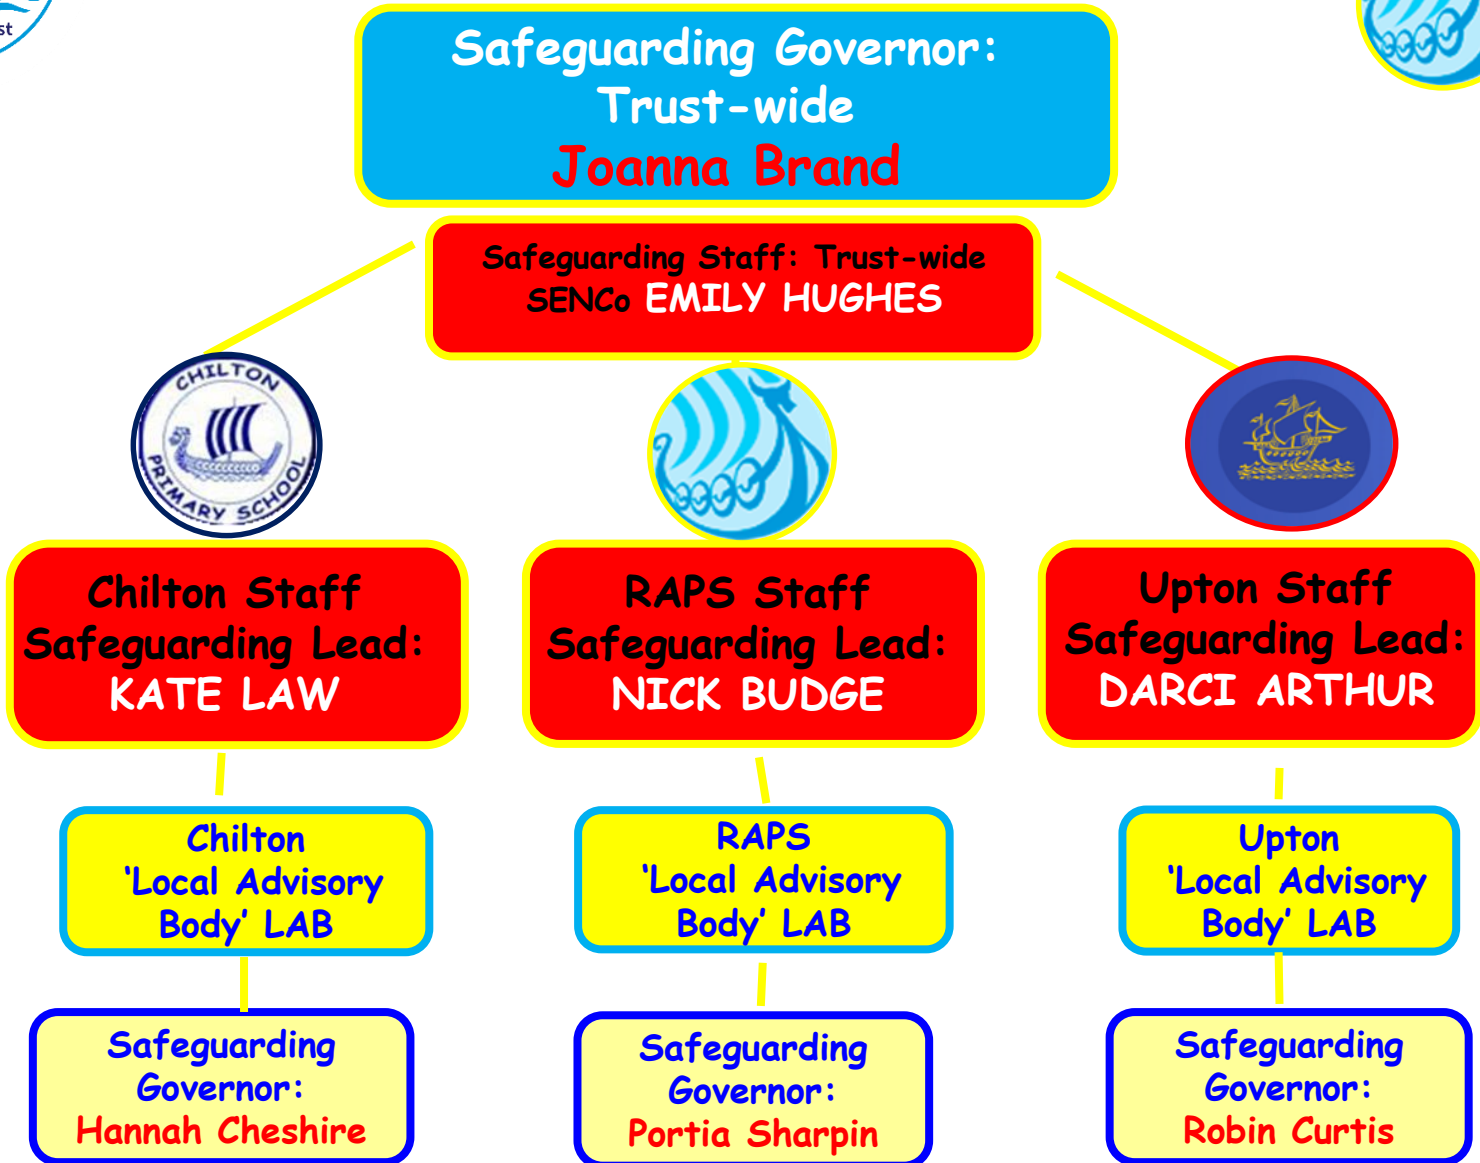 st
Safeguarding Governor:
Trust-wide
Joanna Brand
Safeguarding Staff: Trust-wide
SENCo EMILY HUGHES
CHILTON
PRIMARY SCHOOL
Chilton Staff
Safeguarding Lead:
KATE LAW
RAPS Staff
Safeguarding Lead:
NICK BUDGE
Upton Staff
Safeguarding Lead:
DARCI ARTHUR
Chilton
‘Local Advisory
Body’ LAB
RAPS
‘Local Advisory
Body’ LAB
Upton
‘Local Advisory
Body’ LAB
Safeguarding
Governor:
Hannah Cheshire
Safeguarding
Governor:
Portia Sharpin
Safeguarding
Governor:
Robin Curtis